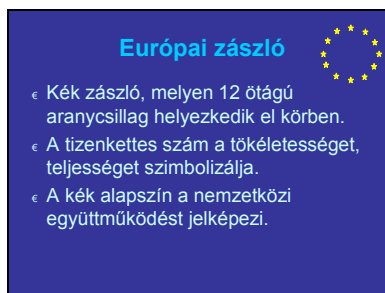 Európai zászló
€ Kék zászló, melyen 12 ötágú
aranycsillag helyezkedik el körben.
€ A tizenkettes szám a tökéletességet,
teljességet szimbolizálja.
€ A kék alapszín a nemzetközi
együttműködést jelképezi.